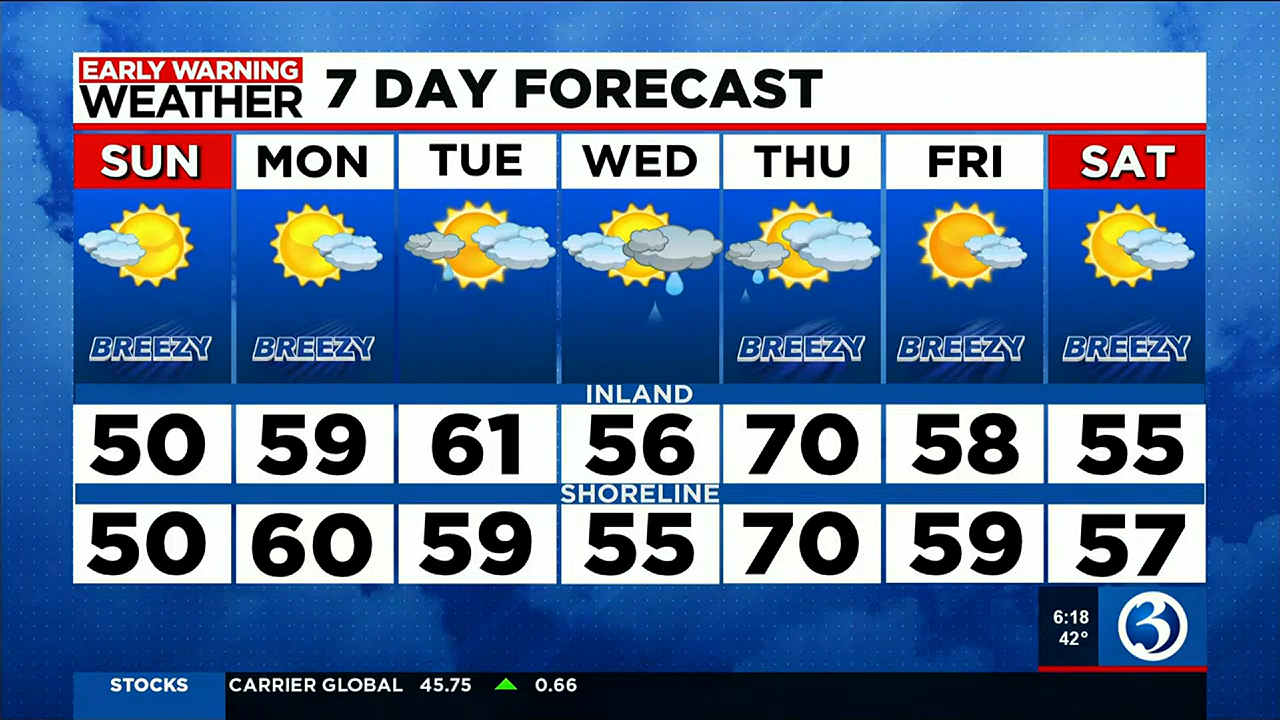 EARLY WARNING
WEATHER
7 DAY FORECAST
SUN MON TUE WED THU FRI SAT
BREEZY BREEZY BREEZY BREEZY BREEZY
INLAND
50 59 61 56 70 58 55
SHORELINE
50 60 59 55 70 59 57
6:18
42°
3
STOCKS CARRIER GLOBAL 45.75 0.66